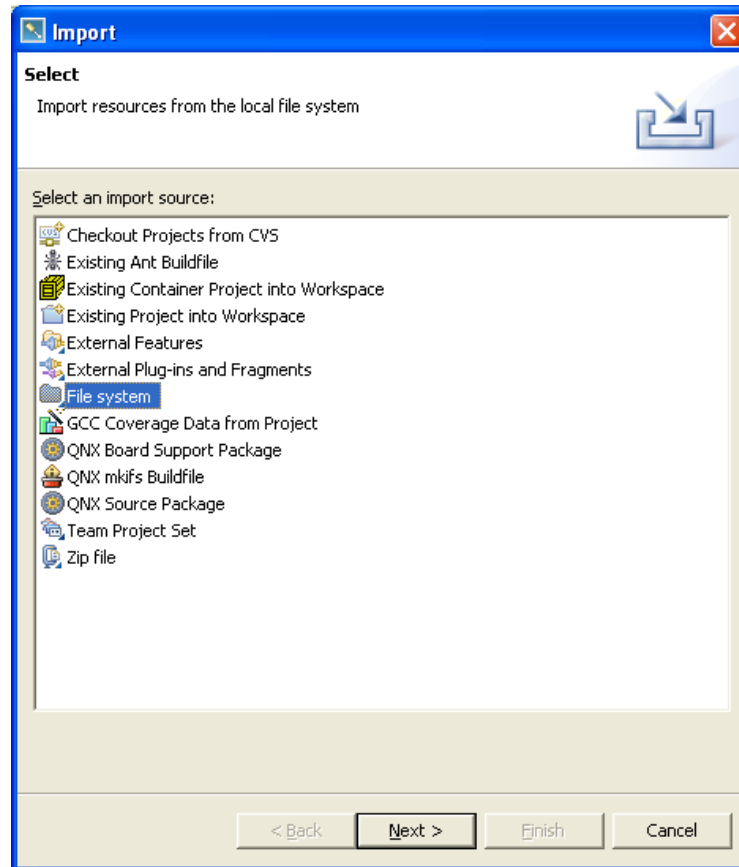 Import
Select
Import resources from the local file system
Select an import source:
Checkout Projects from CVS
Existing Ant Buildfile
Existing Container Project into Workspace
Existing Project into Workspace
External Features
External Plug-ins and Fragments
File system
GCC Coverage Data from Project
QNX Board Support Package
QNX mkifs Buildfile
QNX Source Package
Team Project Set
Zip file
< Back Next > Finish Cancel